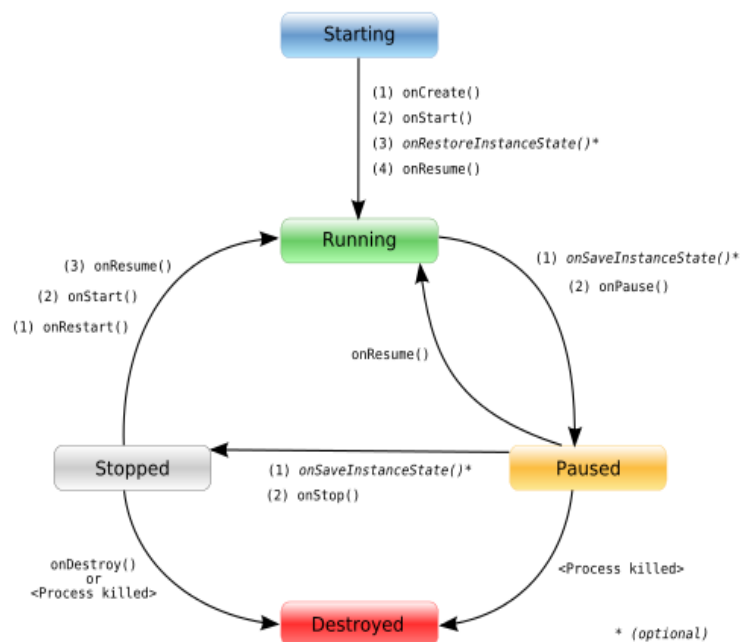 Starting
(1) onCreate()
(2) onStart()
(3) onRestoreInstanceState()*
(4) onResume()
Running
(3) onResume()
(2) onStart()
(1) onRestart()
(1) onSaveInstanceState()*
(2) onPause()
onResume()
Stopped
(1) onSaveInstanceState()*
(2) onStop()
Paused
onDestroy()
or
<Process killed>
<Process killed>
Destroyed
* (optional)